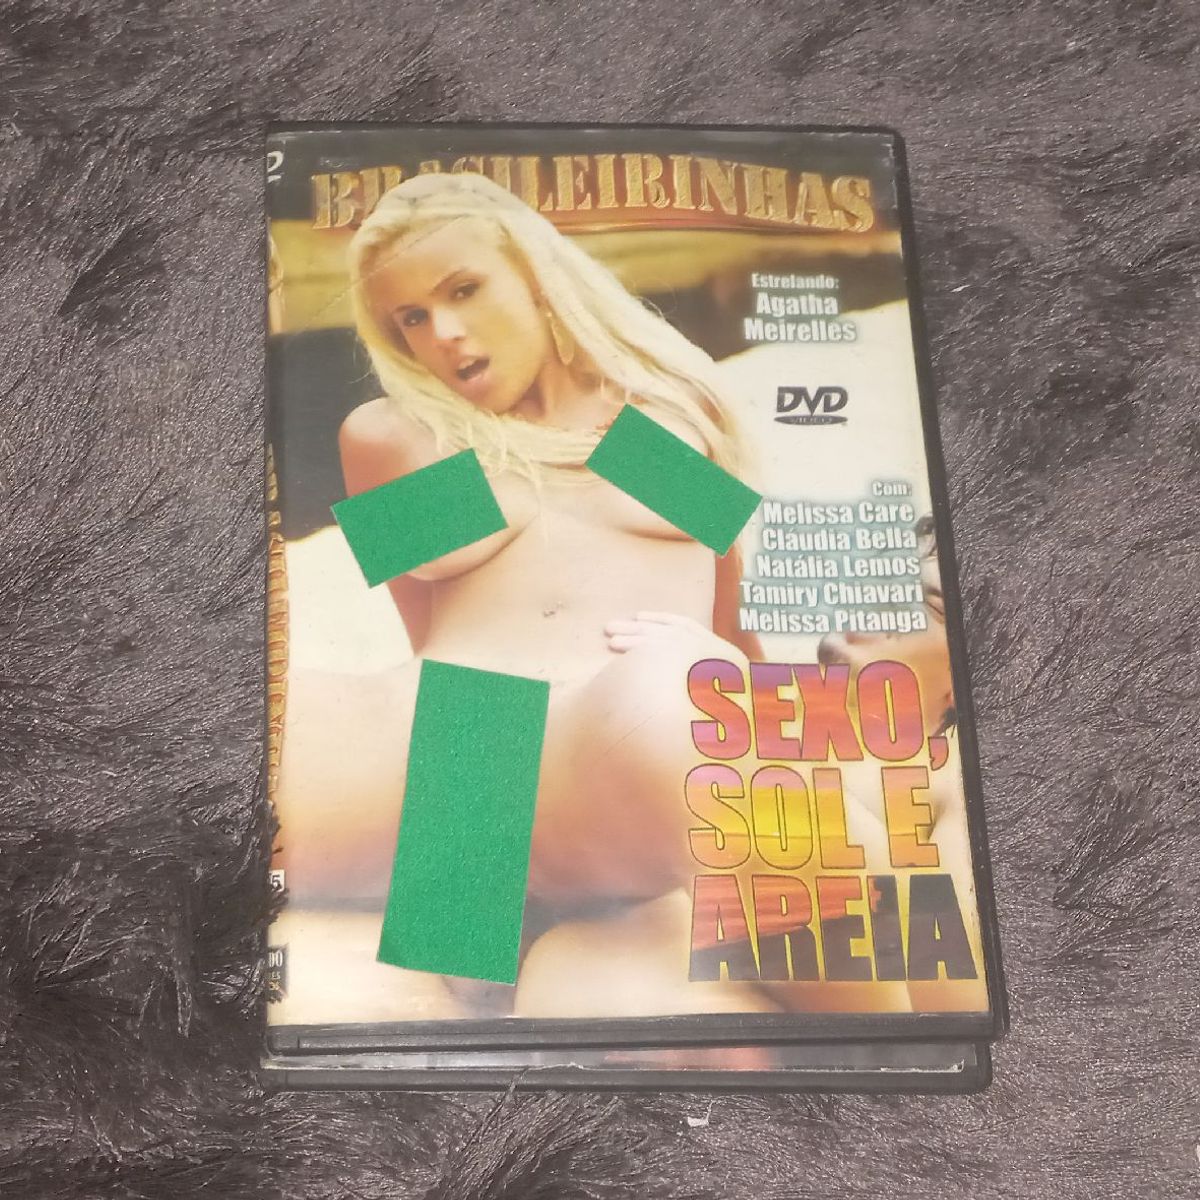 BRASILEIRINHAS
Estrelando:
Agatha
Meirelles
DVD
VIDEO
Com:
Melissa Care
Cláudia Bella
Natália Lemos
Tamiry Chiavari
Melissa Pitanga
SEXO,
SOL E
AREIA